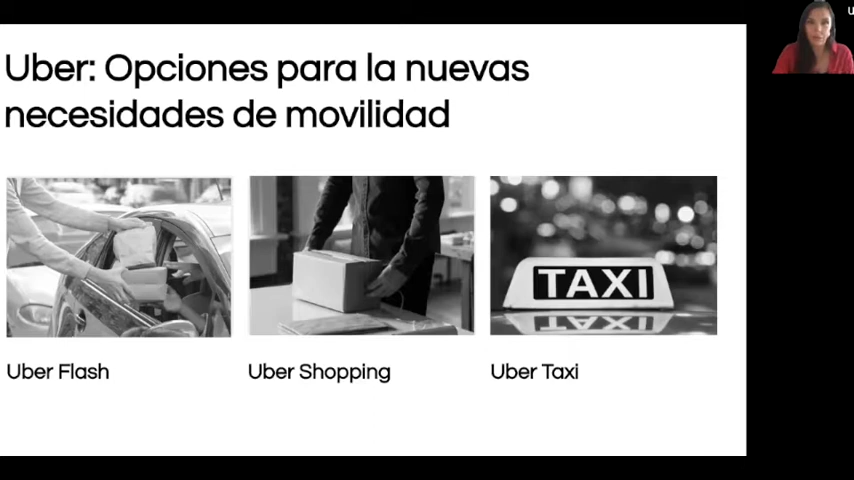 Uber: Opciones para la nuevas
necesidades de movilidad
TAXI
Uber Flash
Uber Shopping
Uber Taxi